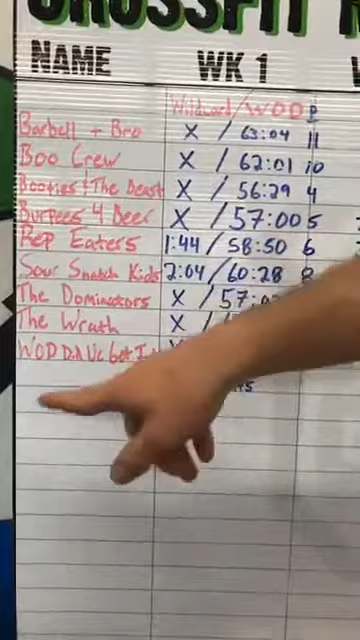 CROSSFIT
NAME WK 1
Wildcard/WOD P
Barbell + Bro X / 63:04 11
Boo Crew X / 62:01 10
Booties & The Beast X / 56:29 4
Burpees 4 Beer X / 57:00 5
Rep Eaters 1:44 / 58:50 6
Sour Snatch Kids 2:04 / 60:28 8
The Dominators X / 57:
The Wrath X /
WOD